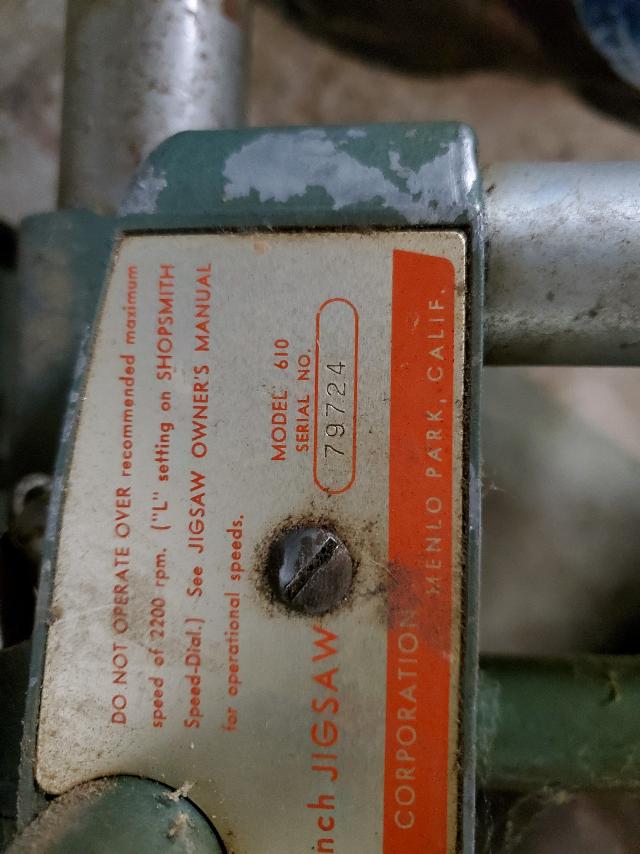 DO NOT OPERATE OVER recommended maximum
speed of 2200 rpm. ("L" setting on SHOPSMITH
Speed-Dial.) See JIGSAW OWNER'S MANUAL
for operational speeds.
MODEL 610
SERIAL NO.
79724
nch JIGSAW
CORPORATION MENLO PARK, CALIF.